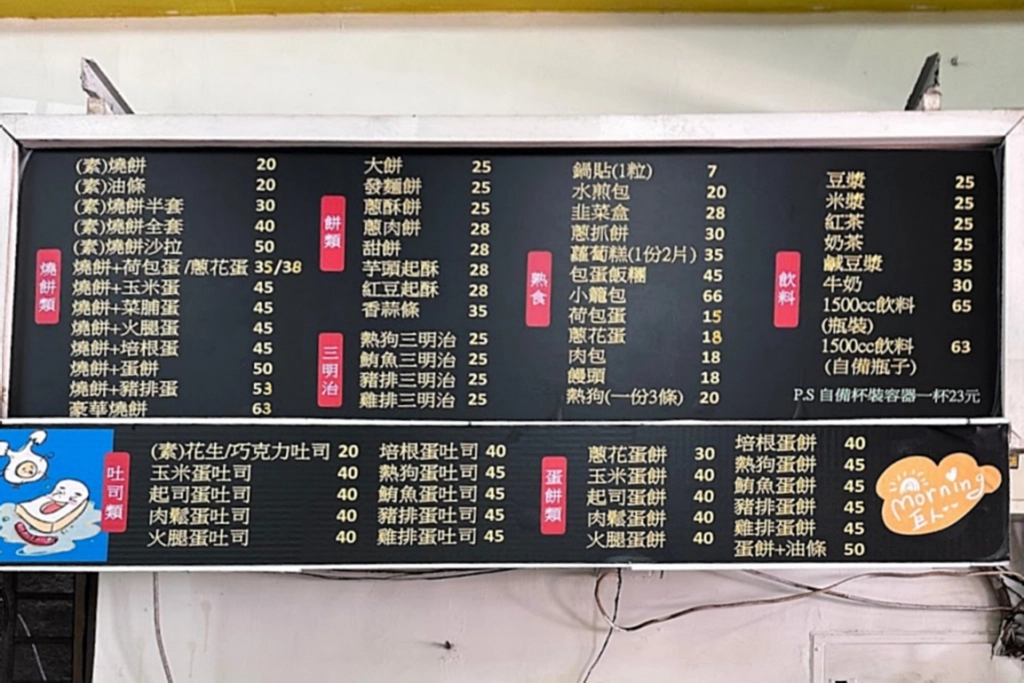 燒餅類
(素)燒餅 20
(素)油條 20
(素)燒餅半套 30
(素)燒餅全套 40
(素)燒餅沙拉 50
燒餅+荷包蛋/蔥花蛋 35/38
燒餅+玉米蛋 45
燒餅+菜脯蛋 45
燒餅+火腿蛋 45
燒餅+培根蛋 45
燒餅+蛋餅 50
燒餅+豬排蛋 53
豪華燒餅 63
餅類
大餅 25
發麵餅 25
蔥酥餅 25
蔥肉餅 28
甜餅 28
芋頭起酥 28
紅豆起酥 28
香蒜條 35
三明治
熱狗三明治 25
鮪魚三明治 25
豬排三明治 25
雞排三明治 25
熟食
鍋貼(1粒) 7
水煎包 20
韭菜盒 28
蔥抓餅 30
蘿蔔糕(1份2片) 35
包蛋飯糰 45
小籠包 66
荷包蛋 15
蔥花蛋 18
肉包 18
饅頭 18
熱狗(一份3條) 20
飲料
豆漿 25
米漿 25
紅茶 25
奶茶 25
鹹豆漿 35
牛奶 30
1500cc飲料 65
(瓶裝)
1500cc飲料 63
(自備瓶子)
P.S 自備杯裝容器一杯23元
吐司類
(素)花生/巧克力吐司 20
玉米蛋吐司 40
起司蛋吐司 40
肉鬆蛋吐司 40
火腿蛋吐司 40
培根蛋吐司 40
熱狗蛋吐司 45
鮪魚蛋吐司 45
豬排蛋吐司 45
雞排蛋吐司 45
蛋餅類
蔥花蛋餅 30
玉米蛋餅 40
起司蛋餅 40
肉鬆蛋餅 40
火腿蛋餅 40
培根蛋餅 40
熱狗蛋餅 45
鮪魚蛋餅 45
豬排蛋餅 45
雞排蛋餅 45
蛋餅+油條 50
Morning